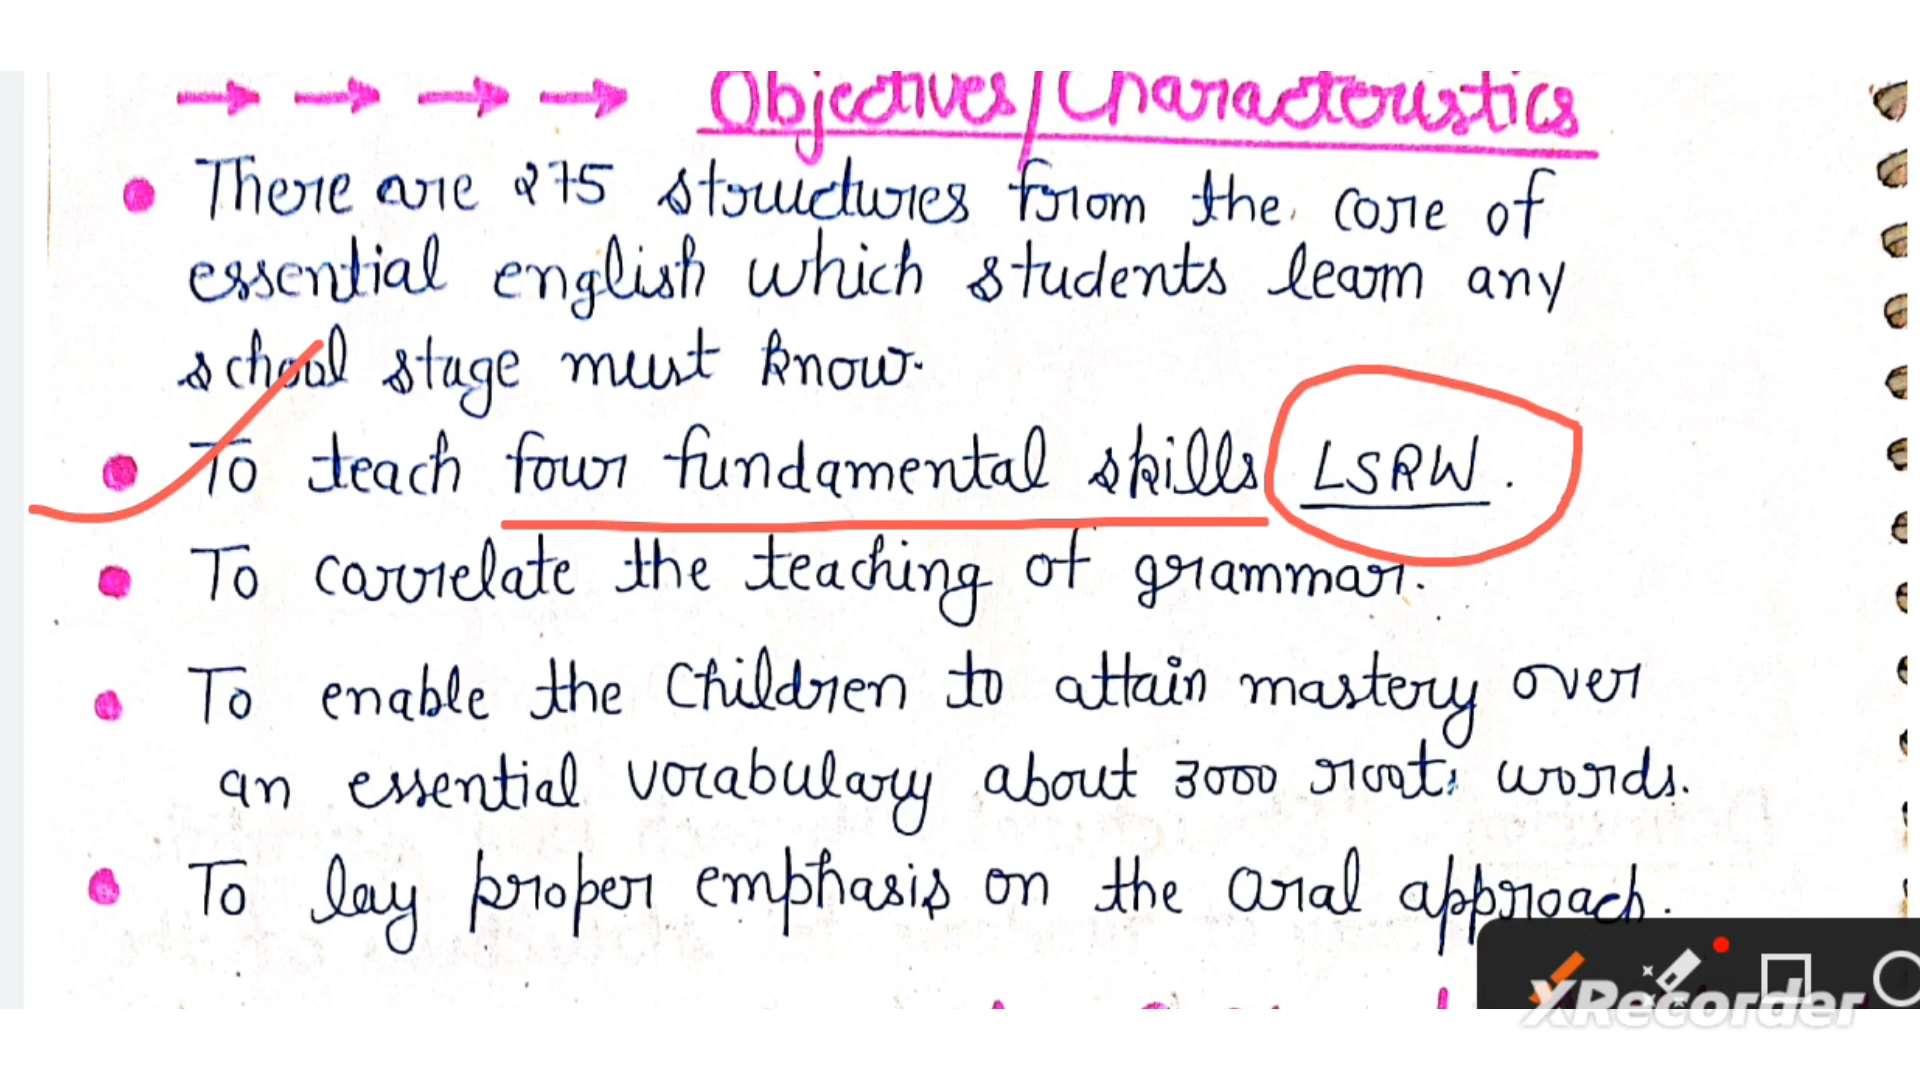 Objectives/Characteristics
There are 275 structures from the core of
essential english which students learn any
school stage must know.
To teach four fundamental skills LSRW.
To correlate the teaching of grammar.
To enable the Children to attain mastery over
an essential vocabulary about 3000 root words.
To lay proper emphasis on the oral approach.
XRecorder